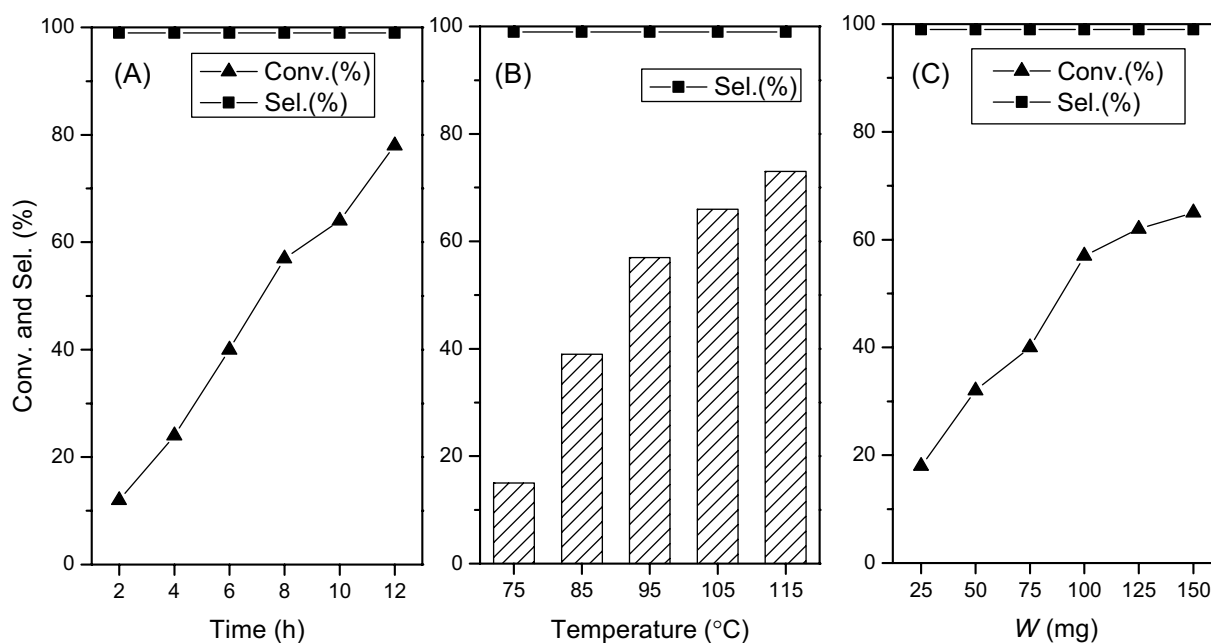 Conv. and Sel. (%)
100
80
60
40
20
0
(A)
Conv.(%)
Sel.(%)
2 4 6 8 10 12
Time (h)
100
80
60
40
20
0
(B)
Sel.(%)
75 85 95 105 115
Temperature (°C)
100
80
60
40
20
0
(C)
Conv.(%)
Sel.(%)
25 50 75 100 125 150
W (mg)